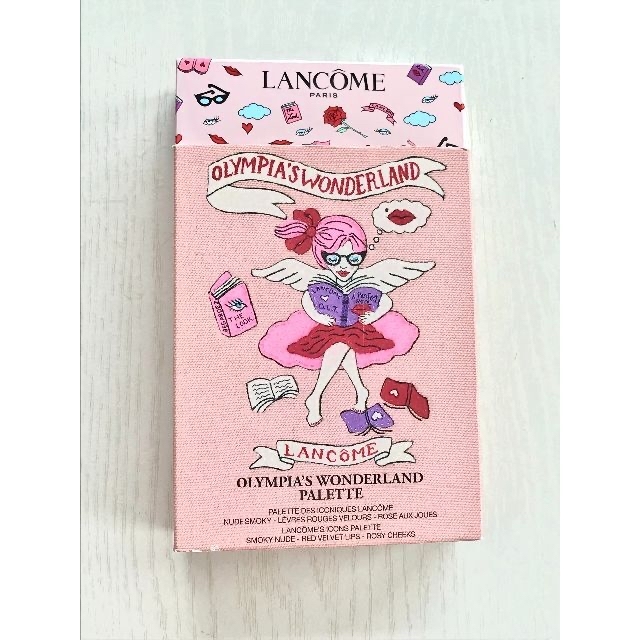 LANCÔME
PARIS
OLYMPIA'S WONDERLAND
THE LOOK
LANCÔME
O.L.T.
LANCÔME
OLYMPIA'S WONDERLAND
PALETTE
PALETTE DES ICONIQUES LANCÔME
NUDE SMOKY - LÈVRES ROUGES VELOURS - ROSE AUX JOUES
LANCÔME'S ICONS PALETTE
SMOKY NUDE - RED VELVET LIPS - ROSY CHEEKS